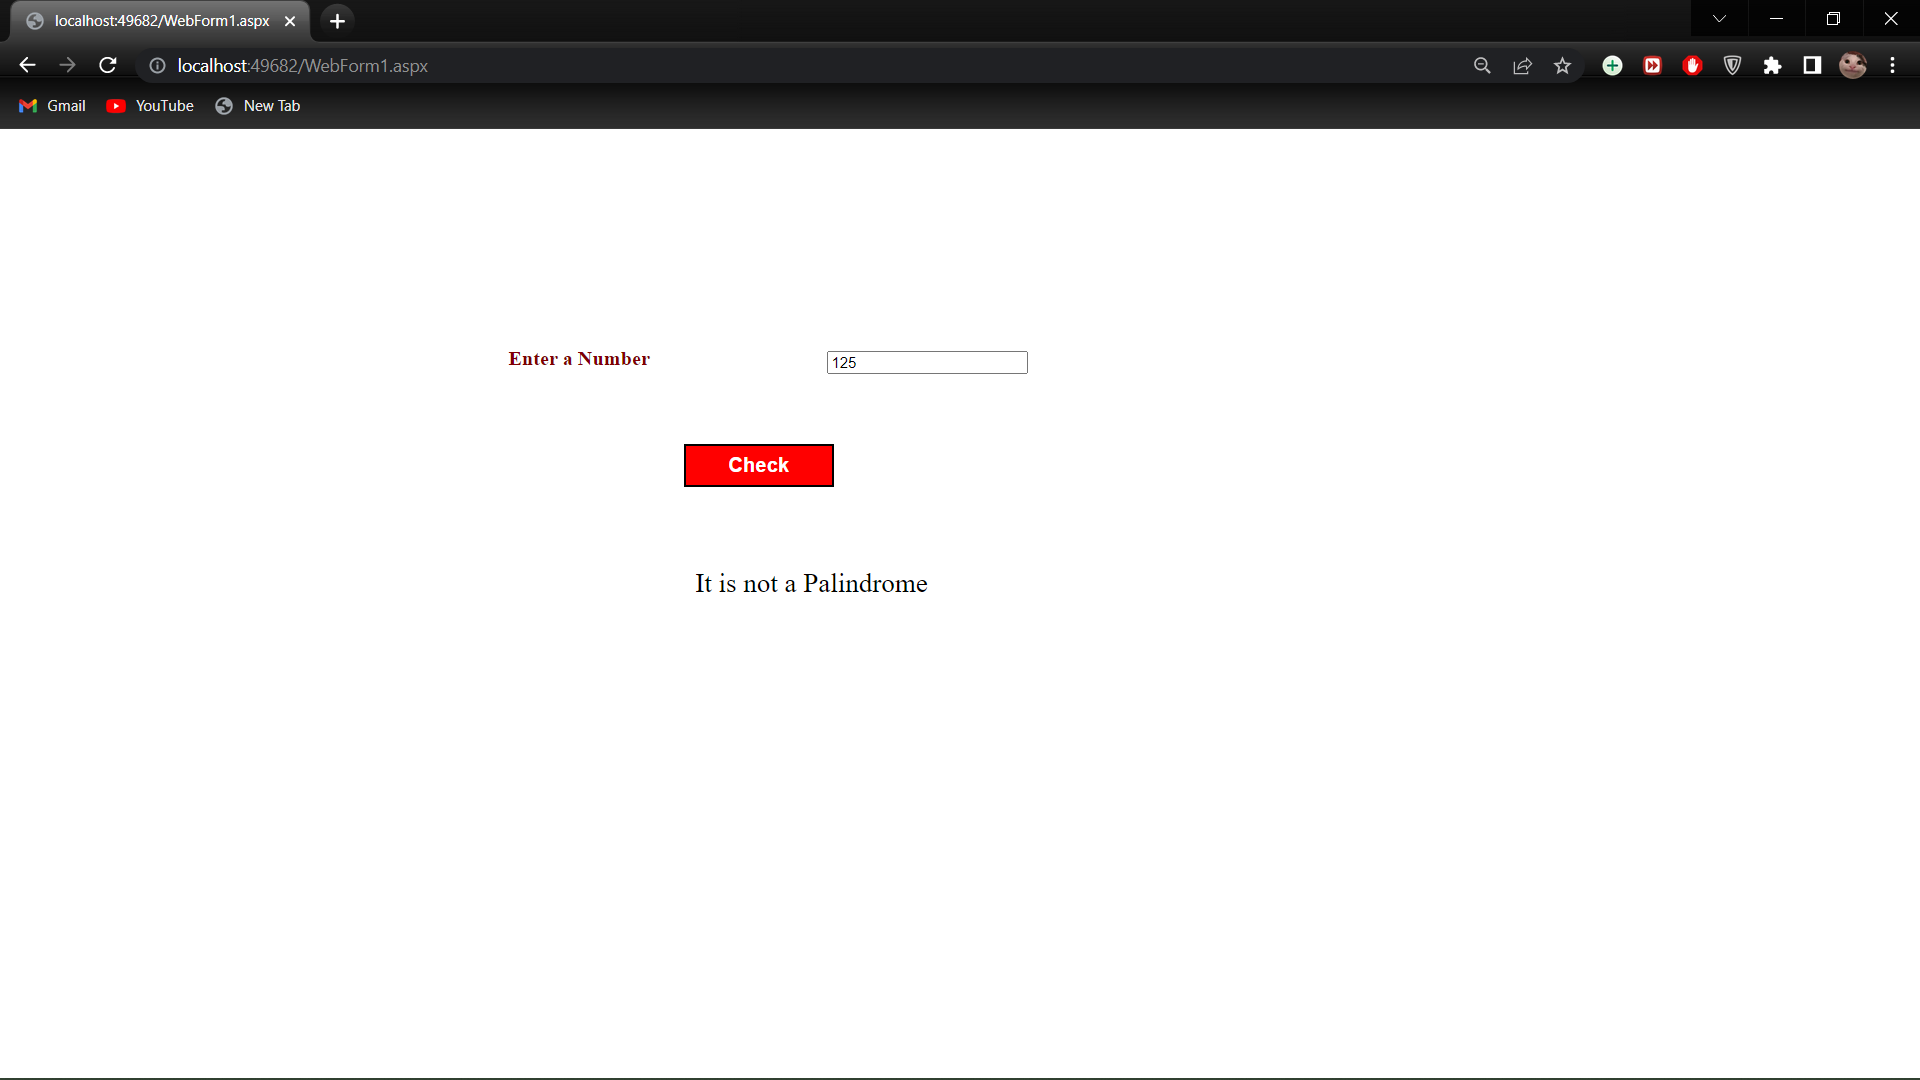 localhost:49682/WebForm1.aspx
localhost:49682/WebForm1.aspx
Gmail YouTube New Tab
Enter a Number 125
Check
It is not a Palindrome